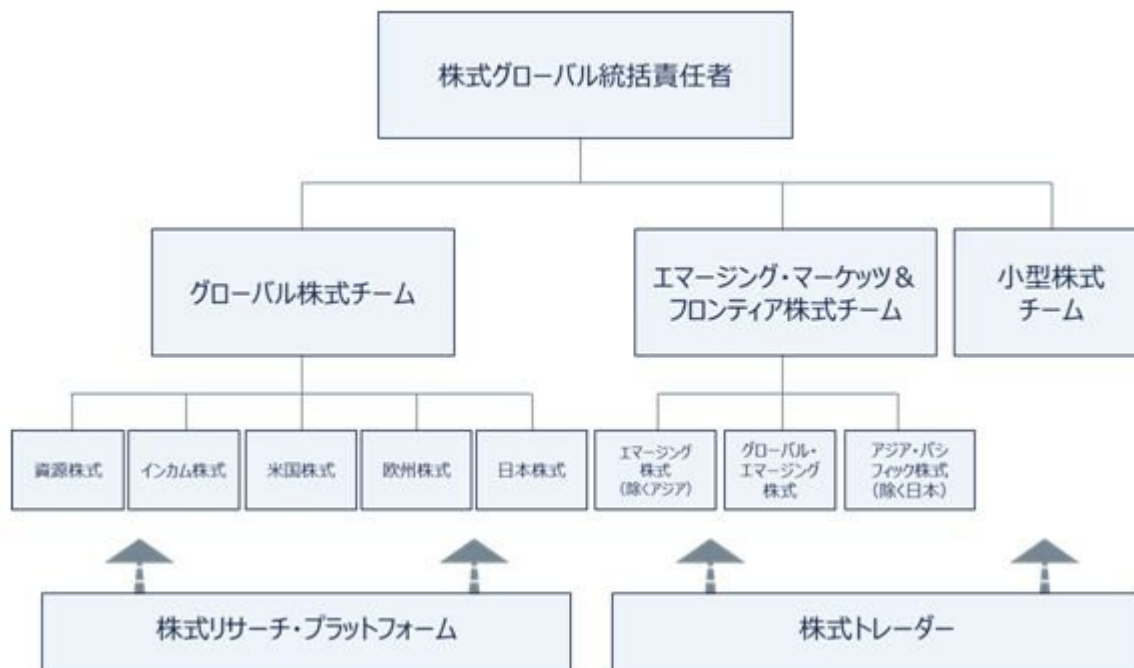 株式グローバル統括責任者
グローバル株式チーム
エマージング・マーケッツ＆
フロンティア株式チーム
小型株式
チーム
資源株式
インカム株式
米国株式
欧州株式
日本株式
エマージング
株式
（除くアジア）
グローバル・
エマージング
株式
アジア・パシ
フィック株式
（除く日本）
株式リサーチ・プラットフォーム
株式トレーダー